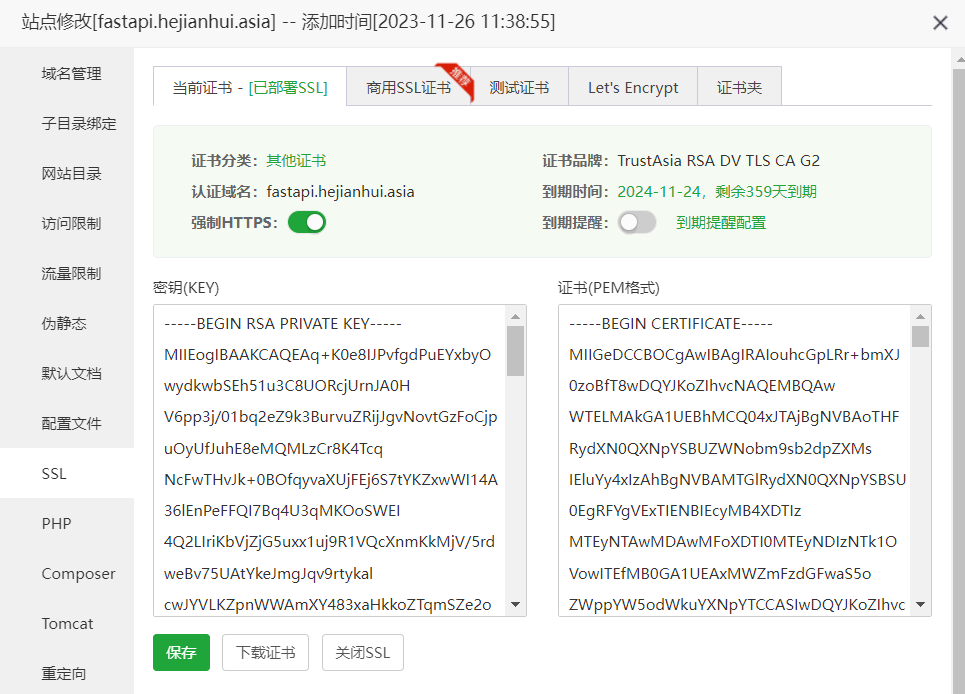 站点修改[fastapi.hejianhui.asia] -- 添加时间[2023-11-26 11:38:55]
域名管理
子目录绑定
网站目录
访问限制
流量限制
伪静态
默认文档
配置文件
SSL
PHP
Composer
Tomcat
重定向
当前证书 - [已部署SSL]
商用SSL证书
推荐
测试证书
Let's Encrypt
证书夹
证书分类：其他证书
证书品牌：TrustAsia RSA DV TLS CA G2
认证域名：fastapi.hejianhui.asia
到期时间：2024-11-24，剩余359天到期
强制HTTPS：
到期提醒：
到期提醒配置
密钥(KEY)
-----BEGIN RSA PRIVATE KEY-----
MIIEogIBAAKCAQEAq+K0e8IJPvfgdPuEYxbyO
wydkwbSEh51u3C8UORcjUrnJA0H
V6pp3j/01bq2eZ9k3BurvuZRijJgvNovtGzFoCjp
uOyUfJuhE8eMQMLzCr8K4Tcq
NcFwTHvJk+0BOfqyvaXUjFEj6S7tYKZxwWI14A
36lEnPeFFQI7Bq4U3qMKOoSWEI
4Q2LIriKbVjZjG5uxx1uj9R1VQcXnmKkMjV/5rd
weBv75UAtYkeJmgJqv9rtykal
cwJYVLKZpnWWAmXY483xaHkkoZTqmSZe2o
证书(PEM格式)
-----BEGIN CERTIFICATE-----
MIIGeDCCBOCgAwIBAgIRAIouhcGpLRr+bmXJ
0zoBfT8wDQYJKoZIhvcNAQEMBQAw
WTELMAkGA1UEBhMCQ04xJTAjBgNVBAoTHF
RydXN0QXNpYSBUZWNobm9sb2dpZXMs
IEluYy4xIzAhBgNVBAMTGlRydXN0QXNpYSBSU
0EgRFYgVExTIENBIEcyMB4XDTIz
MTEyNTAwMDAwMFoXDTI0MTEyNDIzNTk1O
VowITEfMB0GA1UEAxMWZmFzdGFwaS5o
ZWppYW5odWkuYXNpYTCCASIwDQYJKoZIhvc
保存
下载证书
关闭SSL